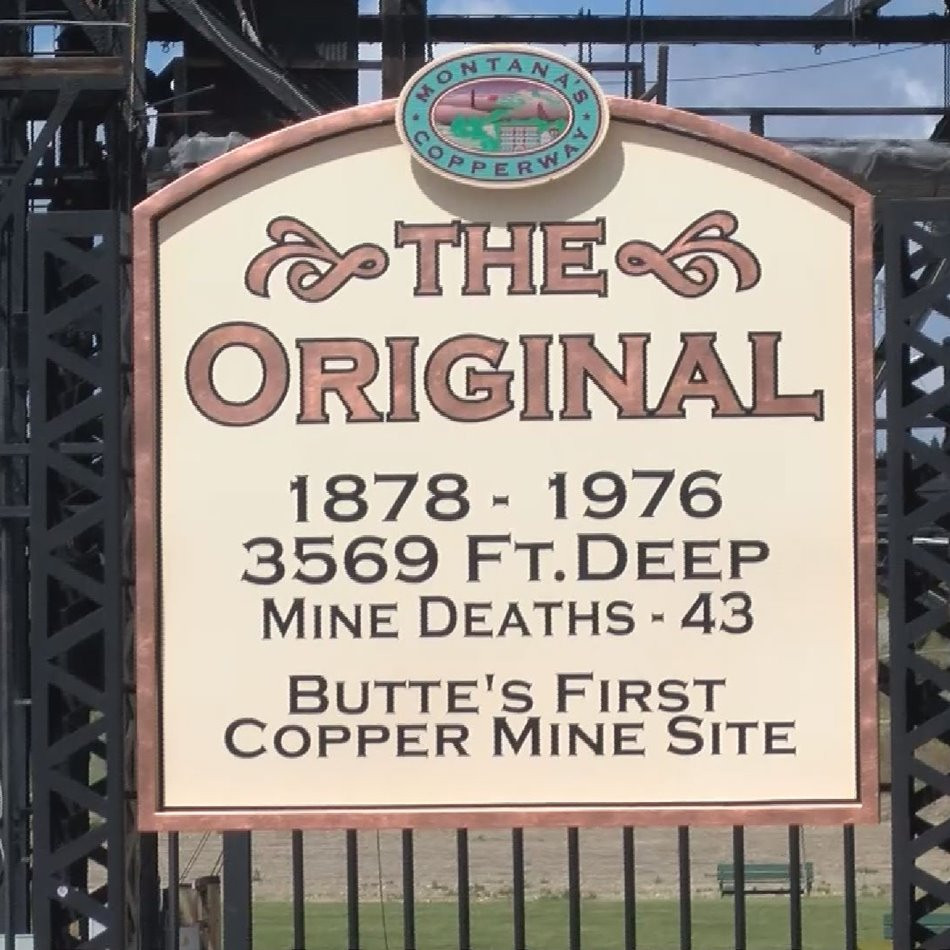 MONTANA'S
COPPERWAY
THE
ORIGINAL
1878 - 1976
3569 FT. DEEP
MINE DEATHS - 43
BUTTE'S FIRST
COPPER MINE SITE